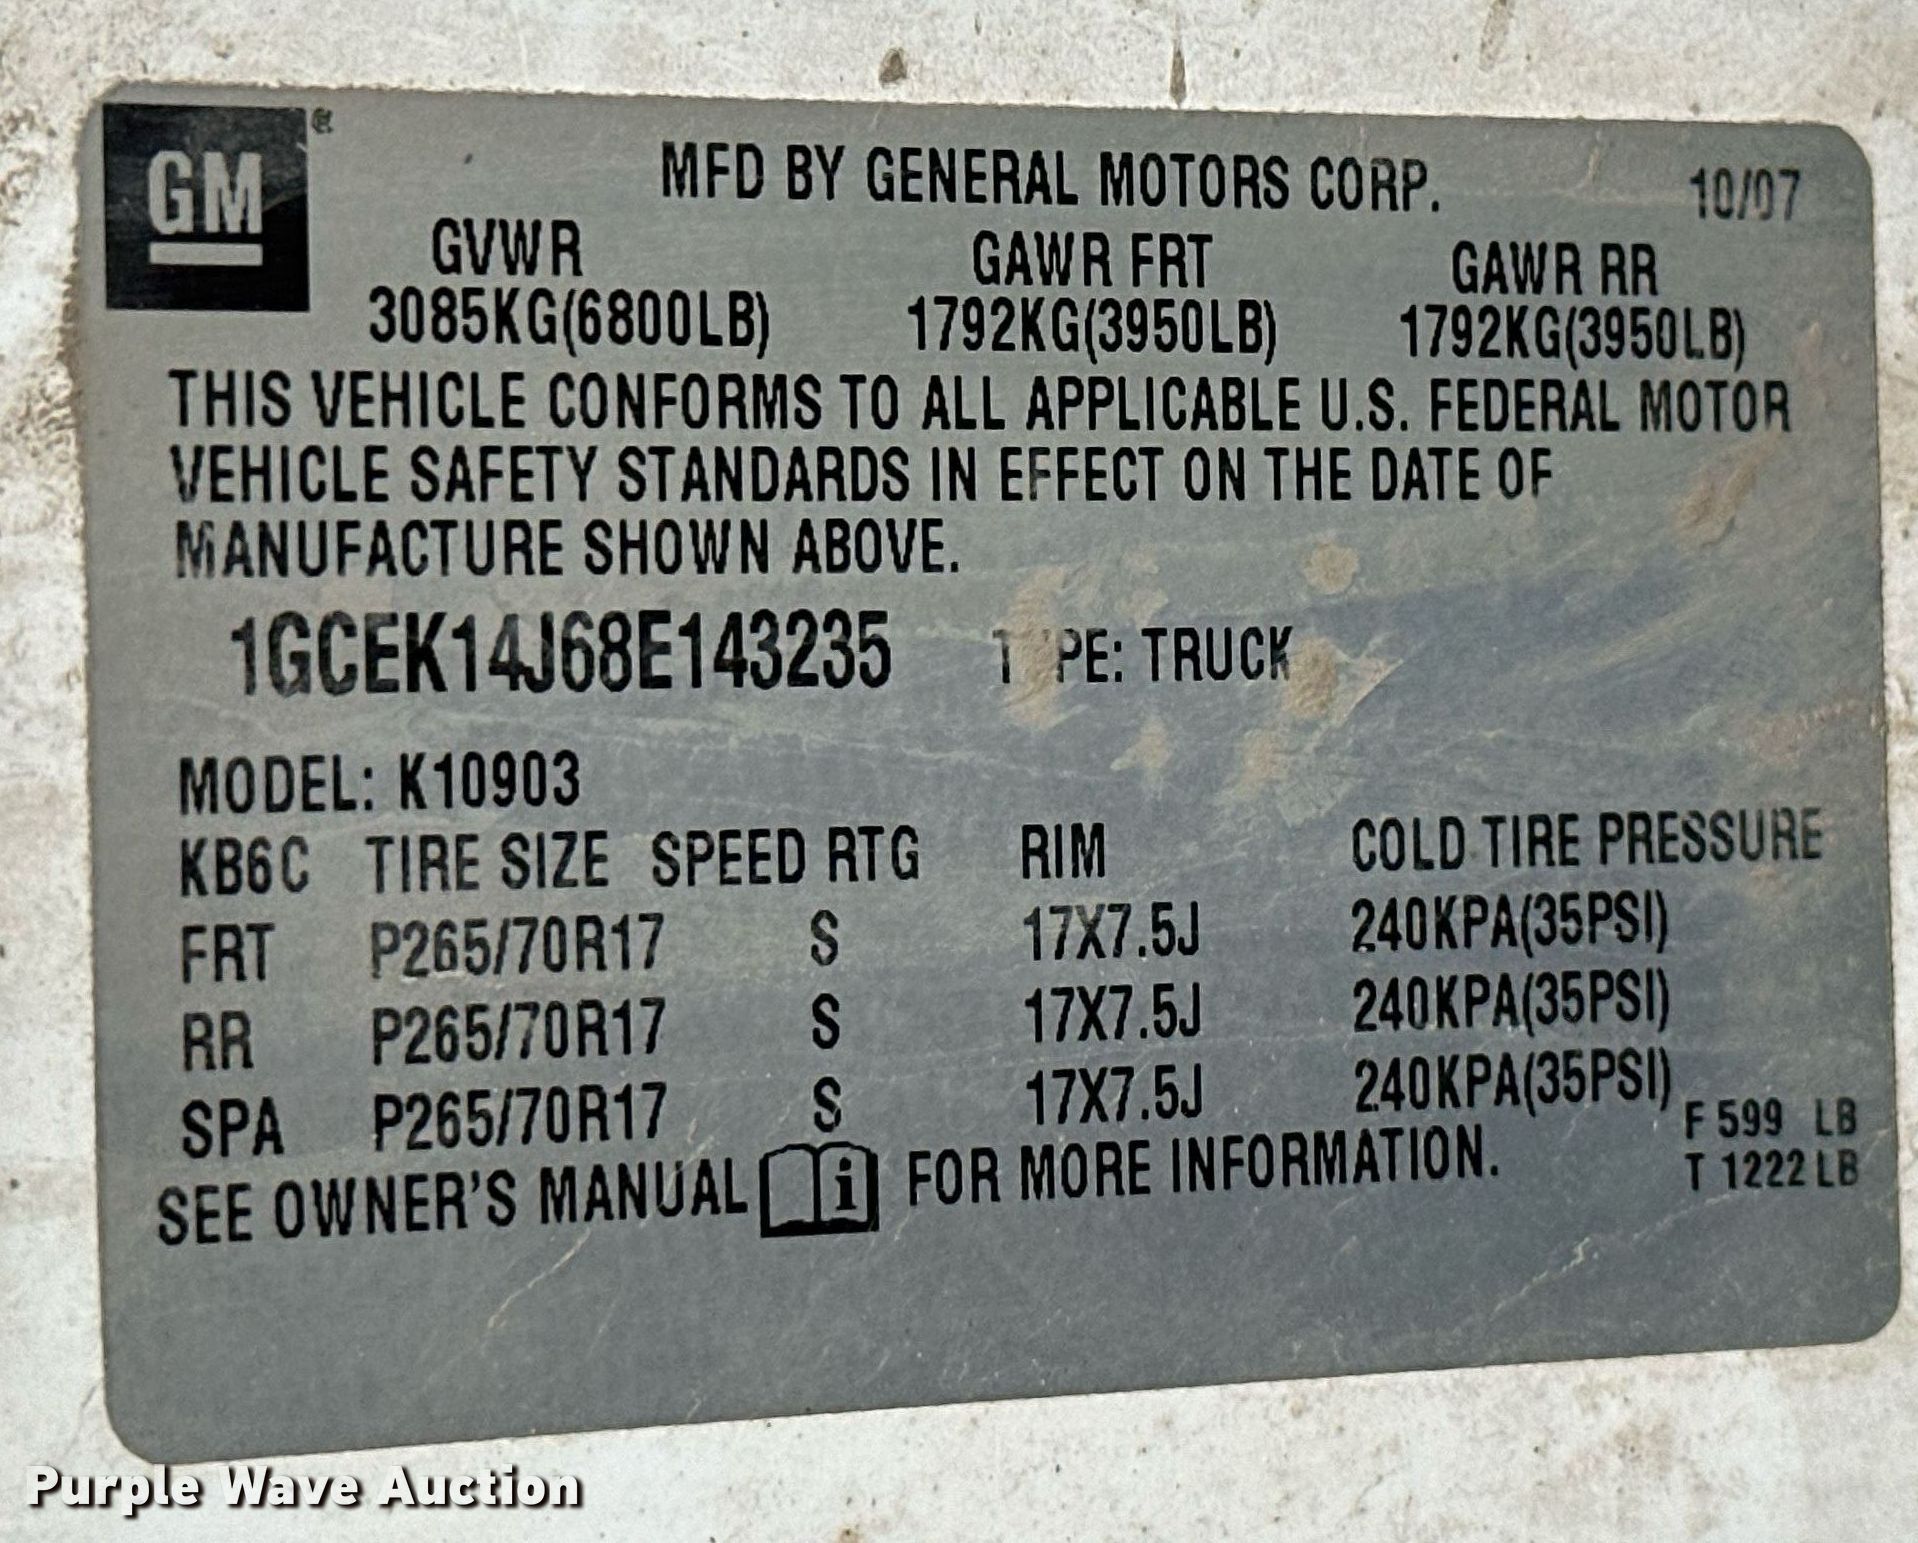 GM
MFD BY GENERAL MOTORS CORP. 10/07
GVWR GAWR FRT GAWR RR
3085KG(6800LB) 1792KG(3950LB) 1792KG(3950LB)
THIS VEHICLE CONFORMS TO ALL APPLICABLE U.S. FEDERAL MOTOR
VEHICLE SAFETY STANDARDS IN EFFECT ON THE DATE OF
MANUFACTURE SHOWN ABOVE.
1GCEK14J68E143235 TYPE: TRUCK
MODEL: K10903
KB6C TIRE SIZE SPEED RTG RIM COLD TIRE PRESSURE
FRT P265/70R17 S 17X7.5J 240KPA(35PSI)
RR P265/70R17 S 17X7.5J 240KPA(35PSI)
SPA P265/70R17 S 17X7.5J 240KPA(35PSI)
F 599 LB
SEE OWNER'S MANUAL i FOR MORE INFORMATION.
T 1222 LB
Purple Wave Auction